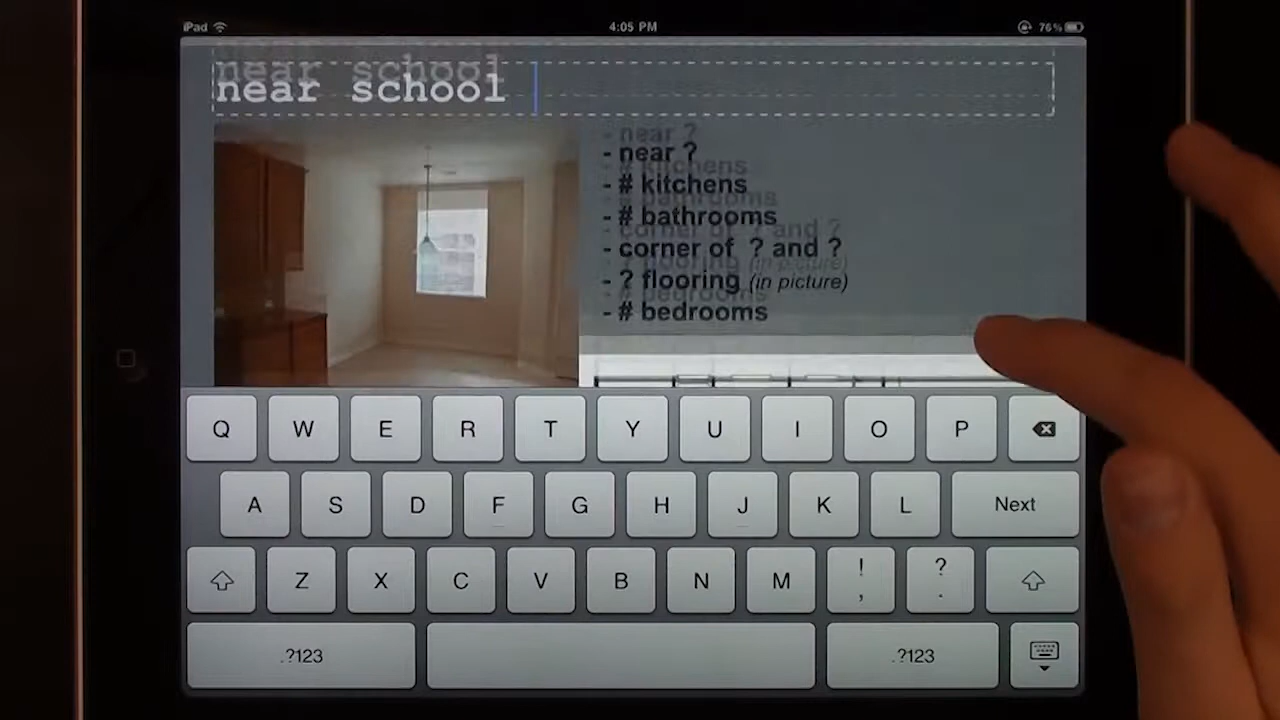 iPad 4:05 PM 76%
near school
- near ?
- # kitchens
- # bathrooms
- corner of ? and ?
- ? flooring (in picture)
- # bedrooms
Q W E R T Y U I O P
A S D F G H J K L Next
Z X C V B N M ! , ? .
.?123 .?123